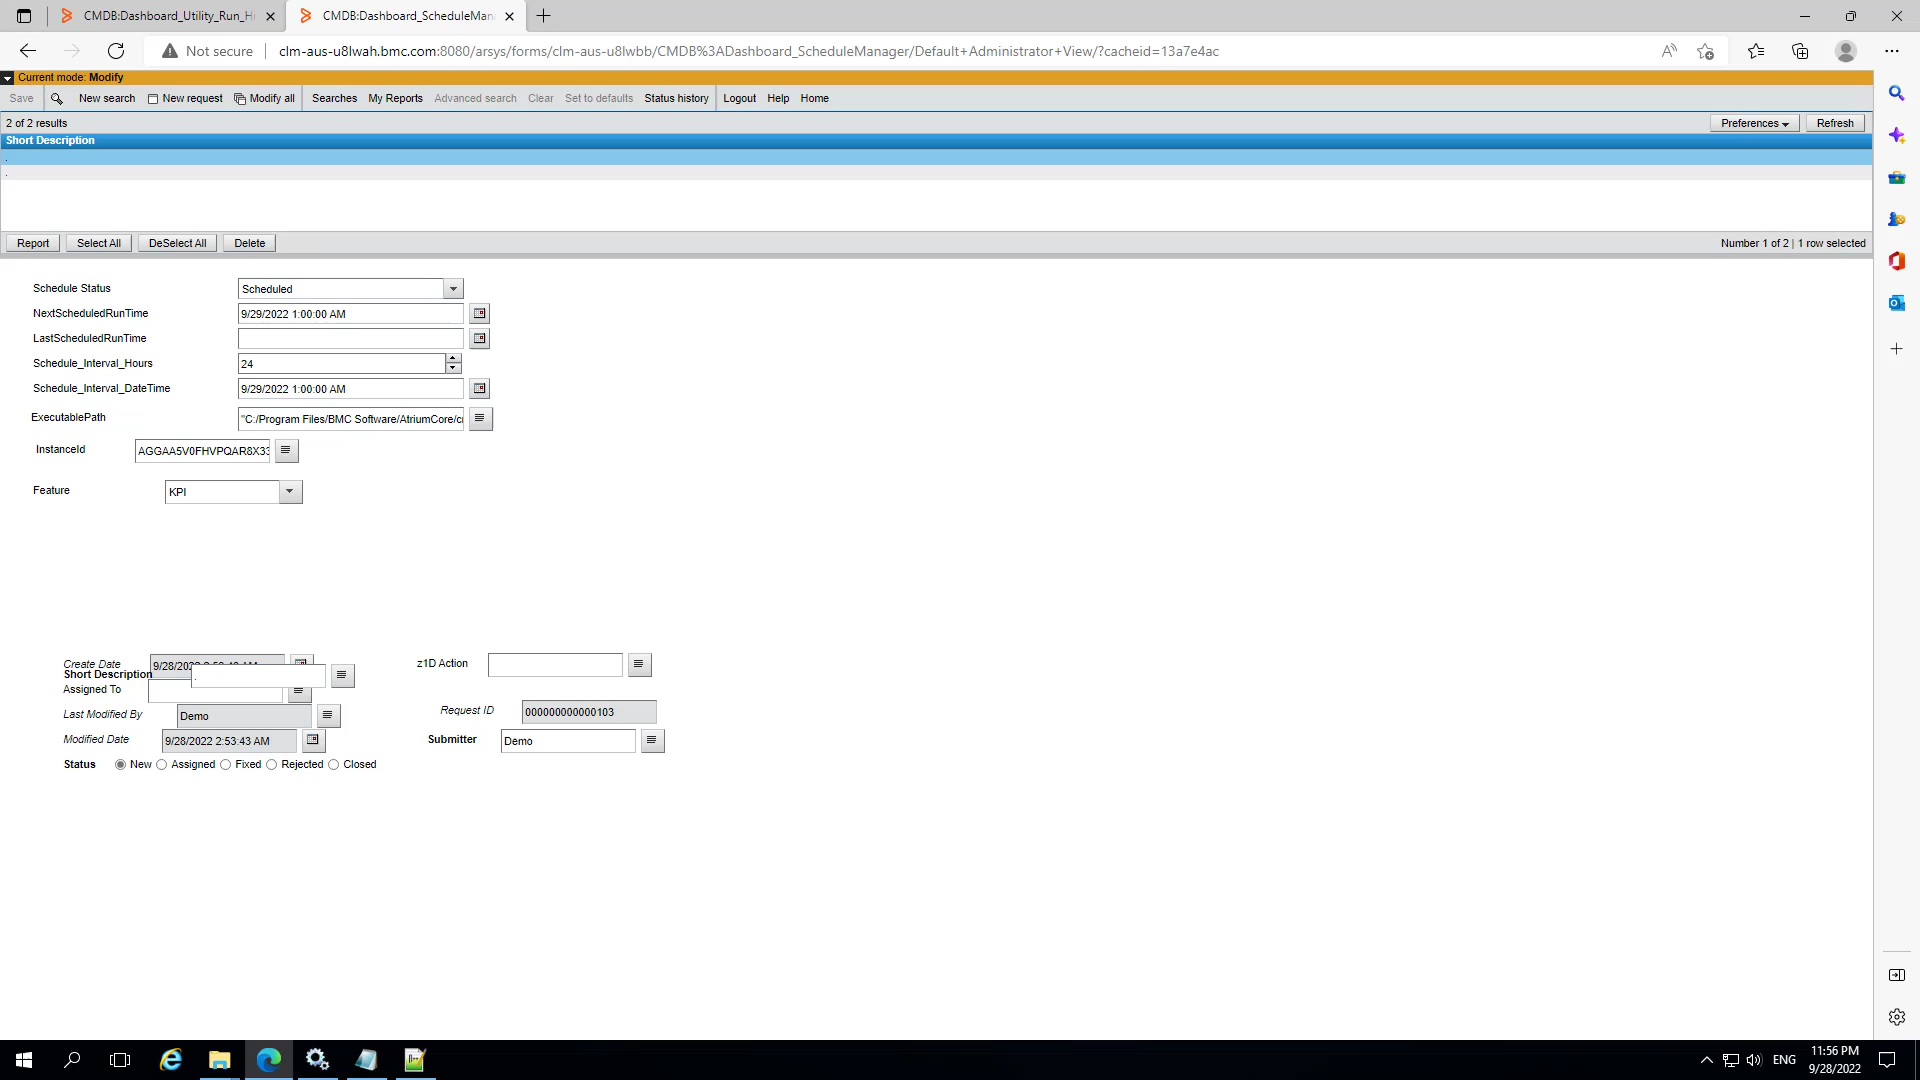 CMDB:Dashboard_Utility_Run_Hi
CMDB:Dashboard_ScheduleMan
Not secure
clm-aus-u8lwah.bmc.com:8080/arsys/forms/clm-aus-u8lwbb/CMDB%3ADashboard_ScheduleManager/Default+Administrator+View/?cacheid=13a7e4ac
Current mode: Modify
Save New search New request Modify all Searches My Reports Advanced search Clear Set to defaults Status history Logout Help Home
2 of 2 results Preferences Refresh
Short Description
.
.
Report Select All DeSelect All Delete Number 1 of 2 | 1 row selected
Schedule Status Scheduled
NextScheduledRunTime 9/29/2022 1:00:00 AM
LastScheduledRunTime
Schedule_Interval_Hours 24
Schedule_Interval_DateTime 9/29/2022 1:00:00 AM
ExecutablePath "C:/Program Files/BMC Software/AtriumCore/c
InstanceId AGGAA5V0FHVPQAR8X33
Feature KPI
Create Date z1D Action
Short Description .
Assigned To
Last Modified By Demo Request ID 000000000000103
Modified Date 9/28/2022 2:53:43 AM Submitter Demo
Status New Assigned Fixed Rejected Closed
ENG
11:56 PM
9/28/2022